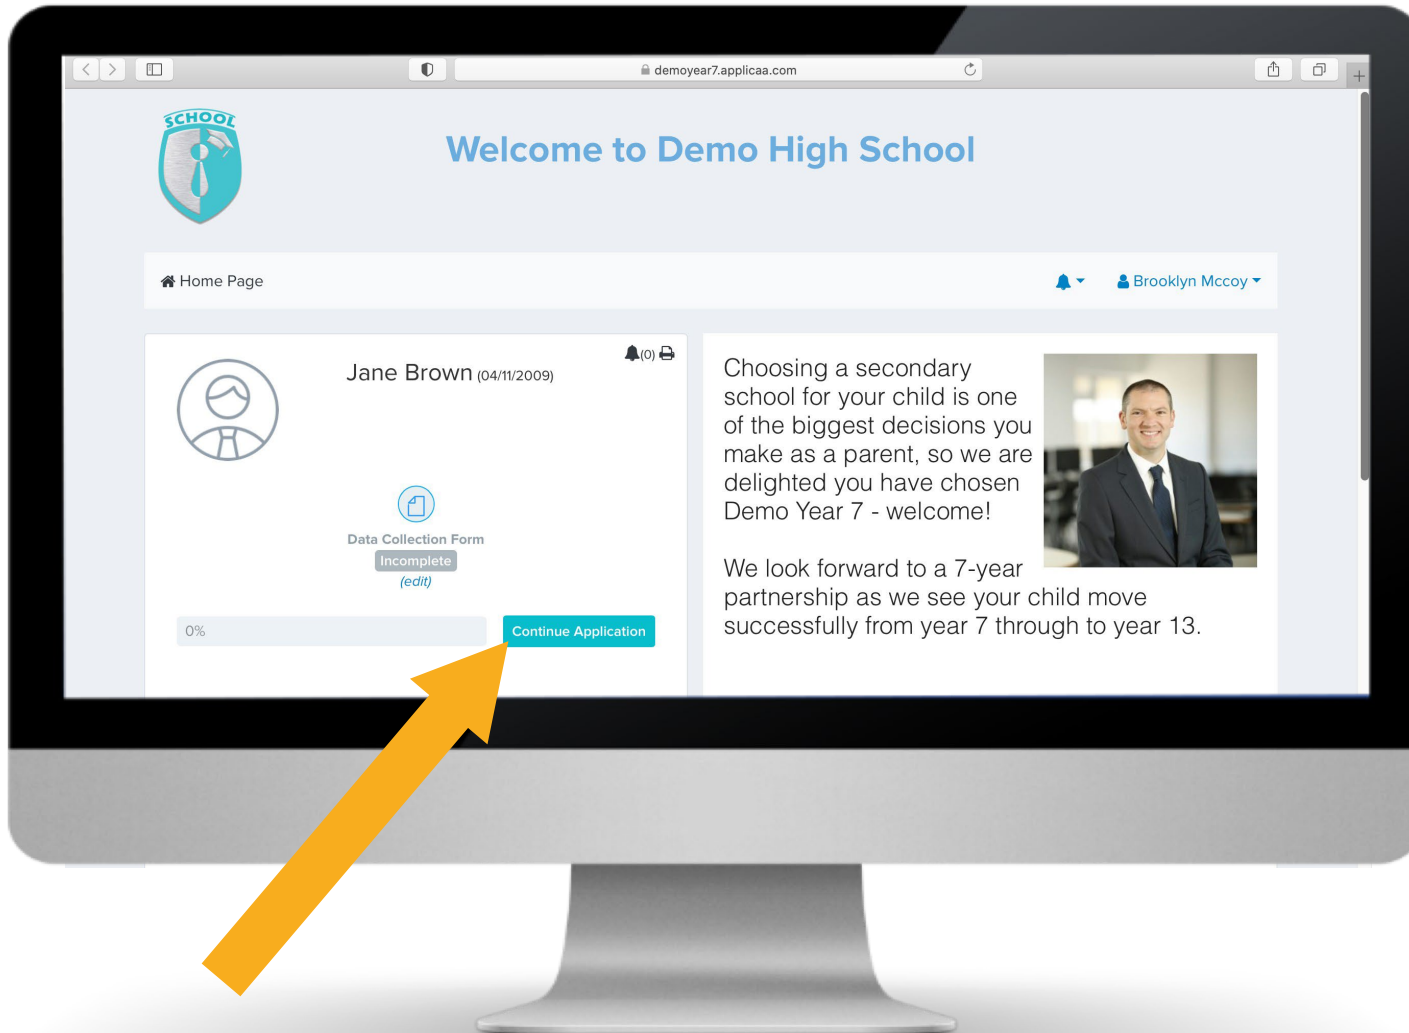 demoyear7.applicaa.com
SCHOOL
Welcome to Demo High School
Home Page
Brooklyn Mccoy
(0)
Jane Brown (04/11/2009)
Data Collection Form
Incomplete
(edit)
0%
Continue Application
Choosing a secondary
school for your child is one
of the biggest decisions you
make as a parent, so we are
delighted you have chosen
Demo Year 7 - welcome!
We look forward to a 7-year
partnership as we see your child move
successfully from year 7 through to year 13.